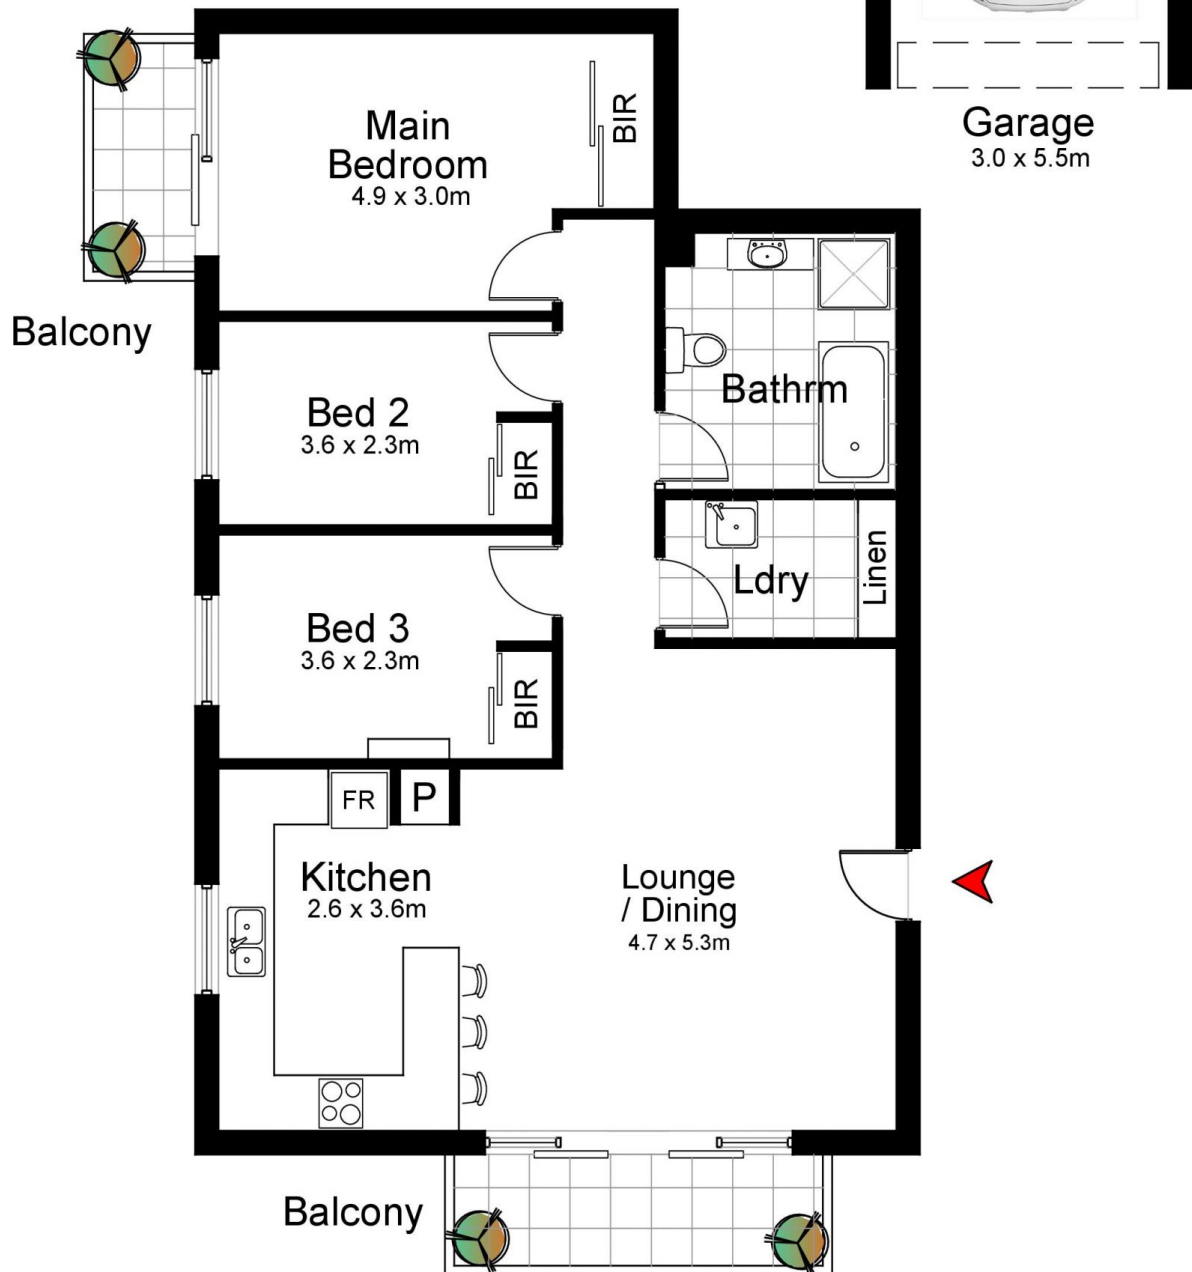 Garage
3.0 x 5.5m
Main
Bedroom
4.9 x 3.0m
BIR
Balcony
Bed 2
3.6 x 2.3m
BIR
Bathrm
Ldry
Linen
Bed 3
3.6 x 2.3m
BIR
FR
P
Kitchen
2.6 x 3.6m
Lounge
/ Dining
4.7 x 5.3m
Balcony